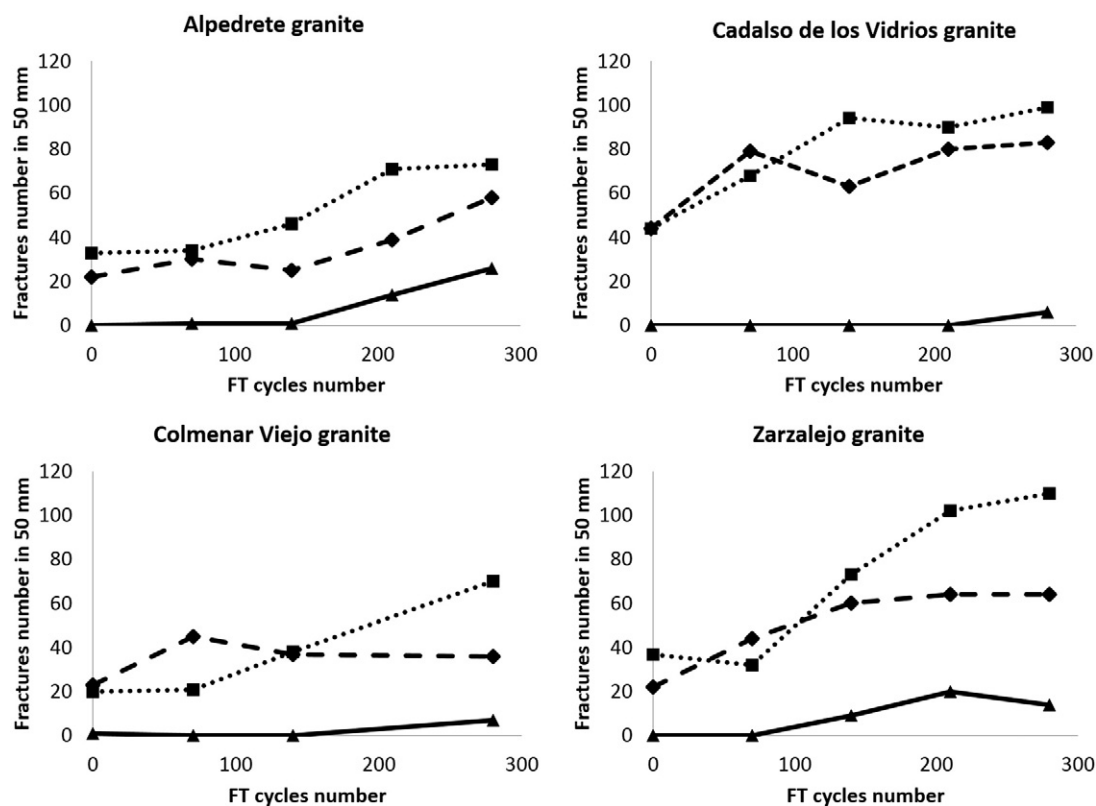 Alpedrete granite
Fractures number in 50 mm
120
100
80
60
40
20
0
0 100 200 300
FT cycles number
Cadalso de los Vidrios granite
Fractures number in 50 mm
120
100
80
60
40
20
0
0 100 200 300
FT cycles number
Colmenar Viejo granite
Fractures number in 50 mm
120
100
80
60
40
20
0
0 100 200 300
FT cycles number
Zarzalejo granite
Fractures number in 50 mm
120
100
80
60
40
20
0
0 100 200 300
FT cycles number